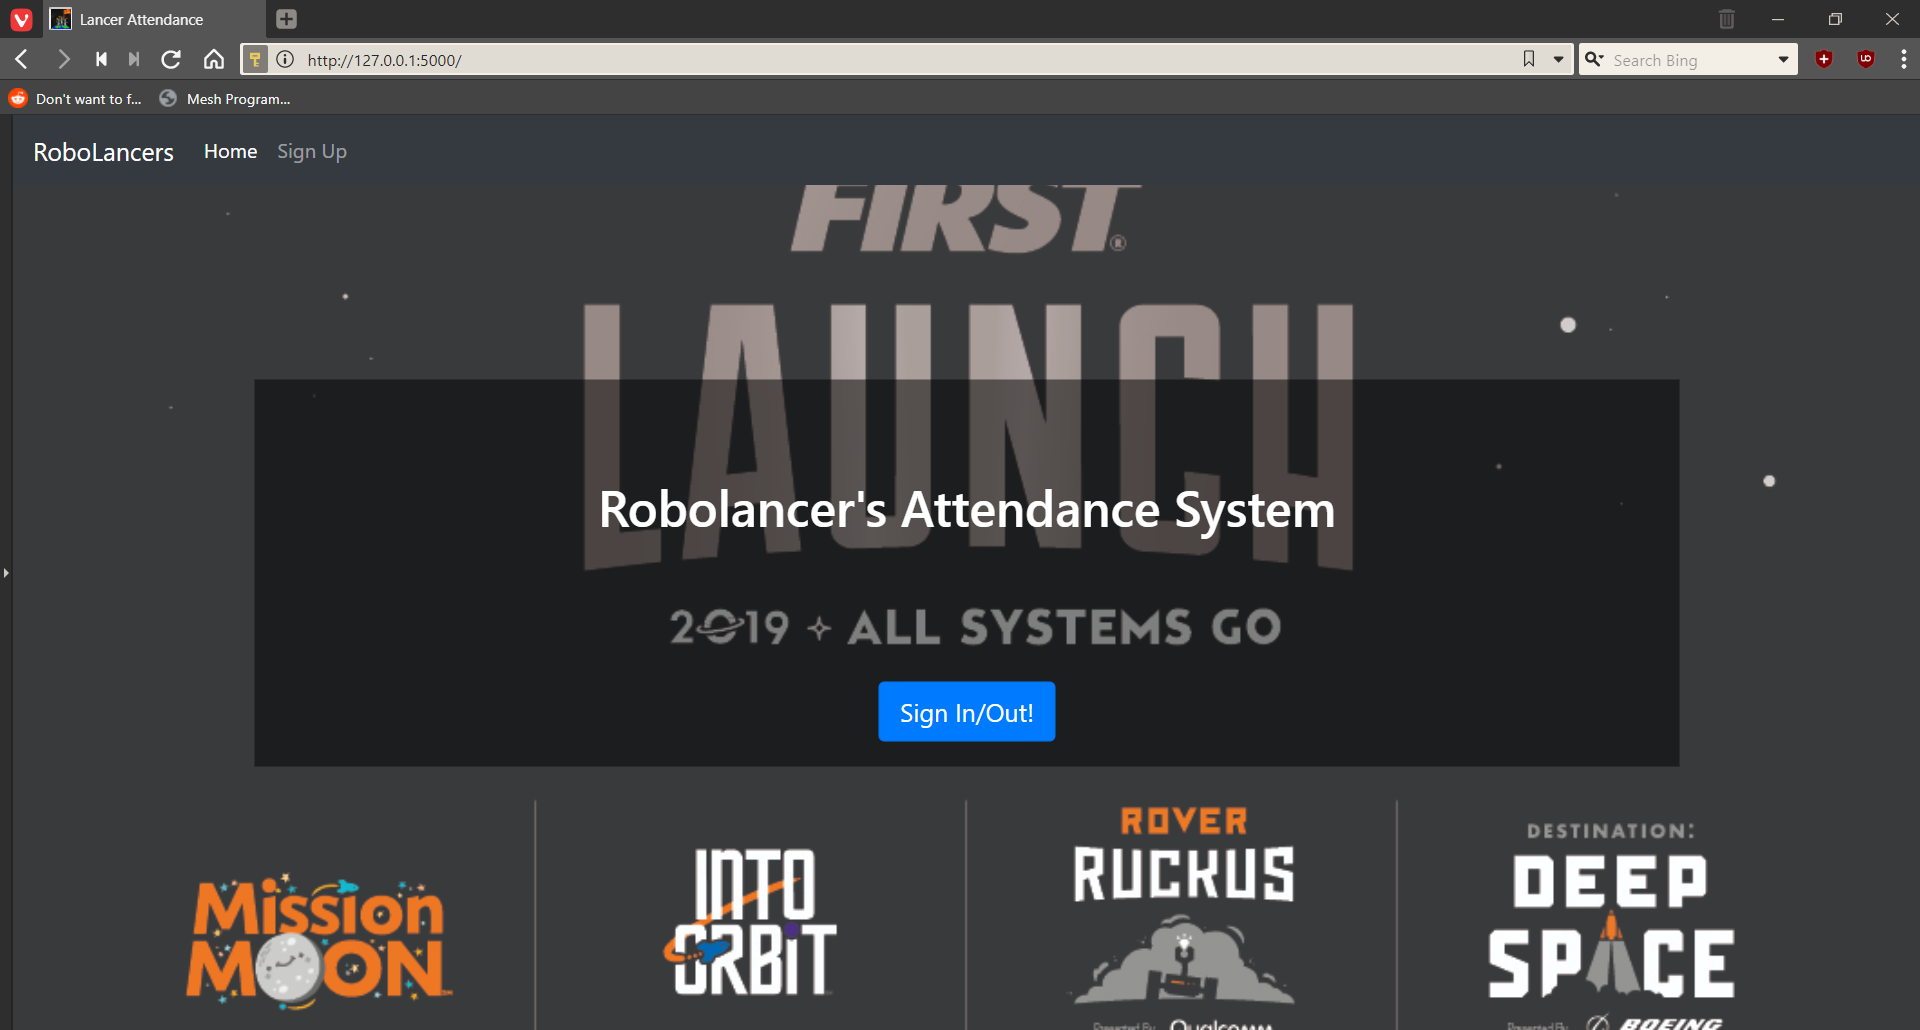 Lancer Attendance
http://127.0.0.1:5000/
Search Bing
Don't want to f...
Mesh Program...
RoboLancers
Home
Sign Up
FIRST®
LAUNCH
Robolancer's Attendance System
2019 ALL SYSTEMS GO
Sign In/Out!
Mission
MOON
INTO
ORBIT
ROVER
RUCKUS
Presented By Qualcomm
DESTINATION:
DEEP
SPACE
Presented By BOEING